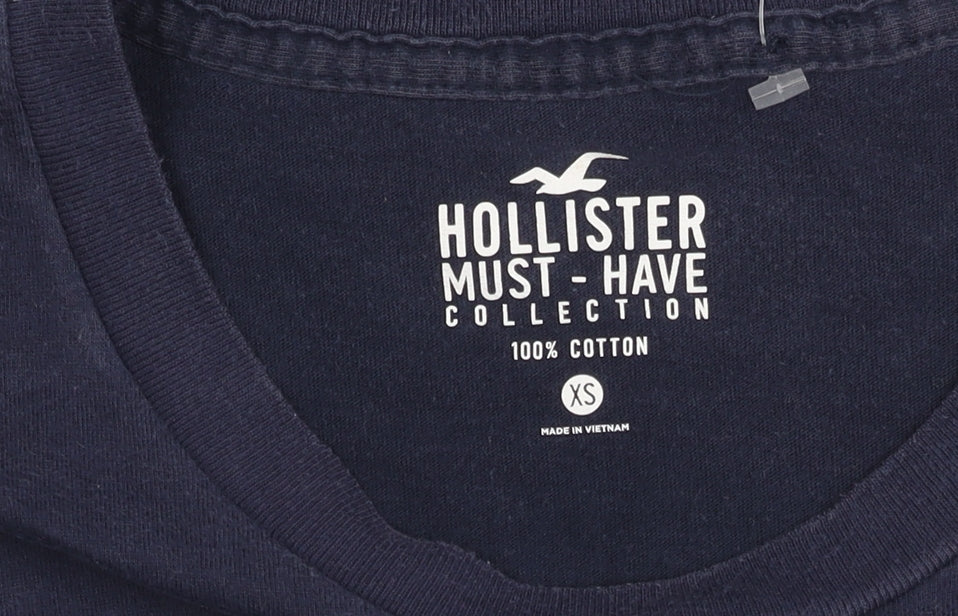 HOLLISTER
MUST - HAVE
COLLECTION
100% COTTON
XS
MADE IN VIETNAM